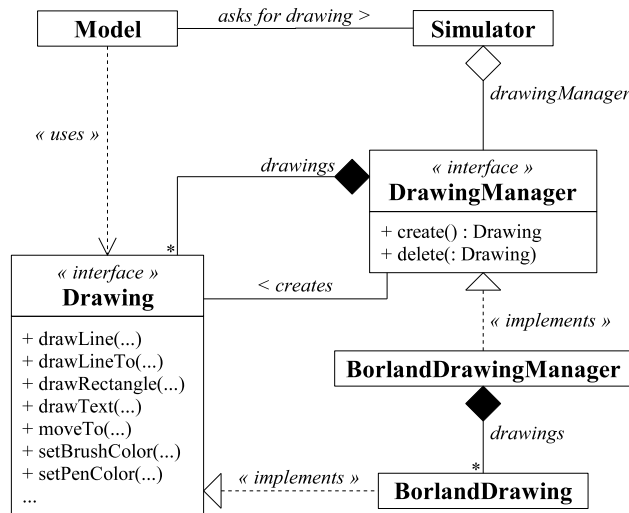 Model
asks for drawing >
Simulator
drawingManager
« uses »
drawings
*
« interface »
DrawingManager
+ create() : Drawing
+ delete(: Drawing)
« interface »
Drawing
< creates
+ drawLine(...)
+ drawLineTo(...)
+ drawRectangle(...)
+ drawText(...)
+ moveTo(...)
+ setBrushColor(...)
+ setPenColor(...)
...
« implements »
BorlandDrawingManager
drawings
*
« implements »
BorlandDrawing